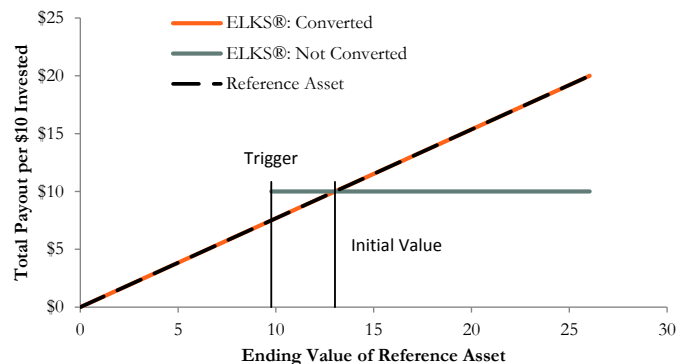 ELKS®: Converted
ELKS®: Not Converted
Reference Asset
Total Payout per $10 Invested
$25
$20
$15
$10
$5
$0
Trigger
Initial Value
0 5 10 15 20 25 30
Ending Value of Reference Asset